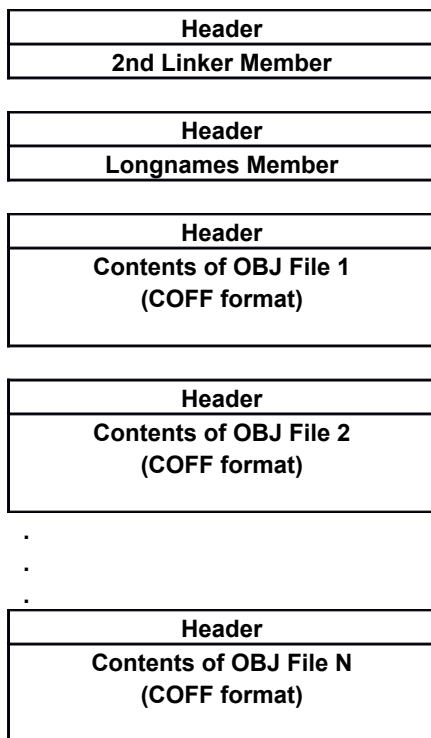 Header
2nd Linker Member
Header
Longnames Member
Header
Contents of OBJ File 1
(COFF format)
Header
Contents of OBJ File 2
(COFF format)
.
.
.
Header
Contents of OBJ File N
(COFF format)